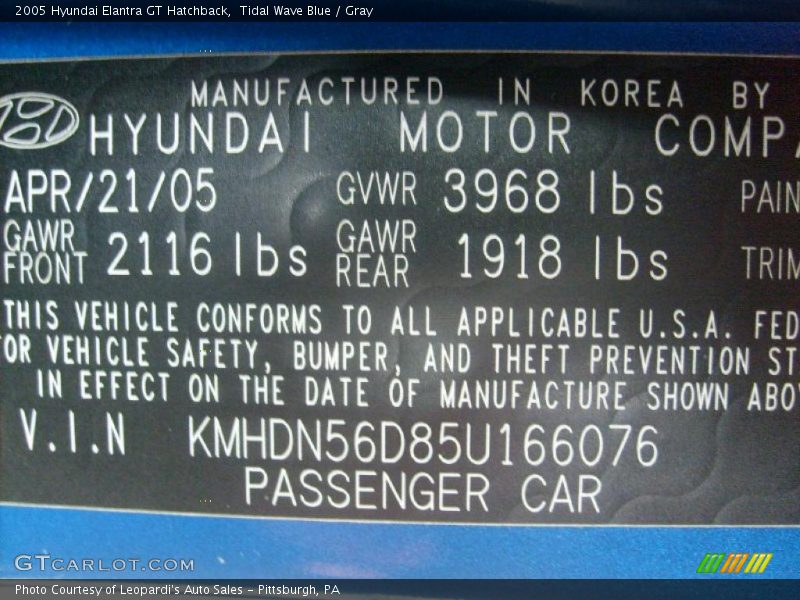 2005 Hyundai Elantra GT Hatchback,  Tidal Wave Blue / Gray
MANUFACTURED IN KOREA BY
HYUNDAI MOTOR COMPA
APR/21/05 GVWR 3968 lbs PAIN
GAWR FRONT 2116 lbs GAWR REAR 1918 lbs TRIM
THIS VEHICLE CONFORMS TO ALL APPLICABLE U.S.A. FED
OR VEHICLE SAFETY, BUMPER, AND THEFT PREVENTION ST
IN EFFECT ON THE DATE OF MANUFACTURE SHOWN ABO
V.I.N KMHDN56D85U166076
PASSENGER CAR
GTCARLOT.COM
Photo Courtesy of Leopardi's Auto Sales - Pittsburgh, PA